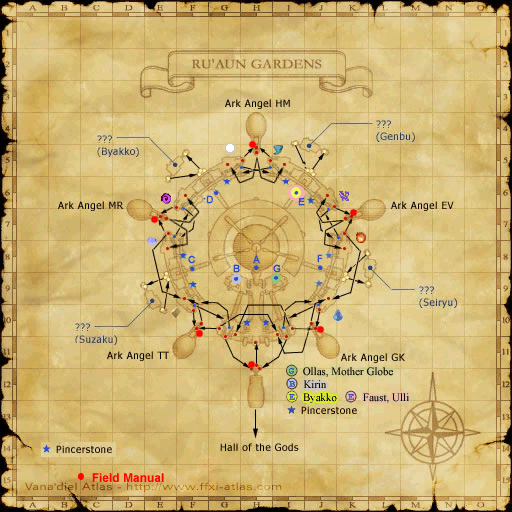 A B C D E F G H I J K L M N O
RU'AUN GARDENS
Ark Angel HM
???
(Byakko)
???
(Genbu)
Ark Angel MR
Ark Angel EV
D
E
C
B
A
G
F
???
(Seiryu)
???
(Suzaku)
Ark Angel TT
Ark Angel GK
G Ollas, Mother Globe
B Kirin
E Byakko
E Faust, Ulli
Pincerstone
Hall of the Gods
Pincerstone
Field Manual
Vana'diel Atlas - http://www.ffxi-atlas.com